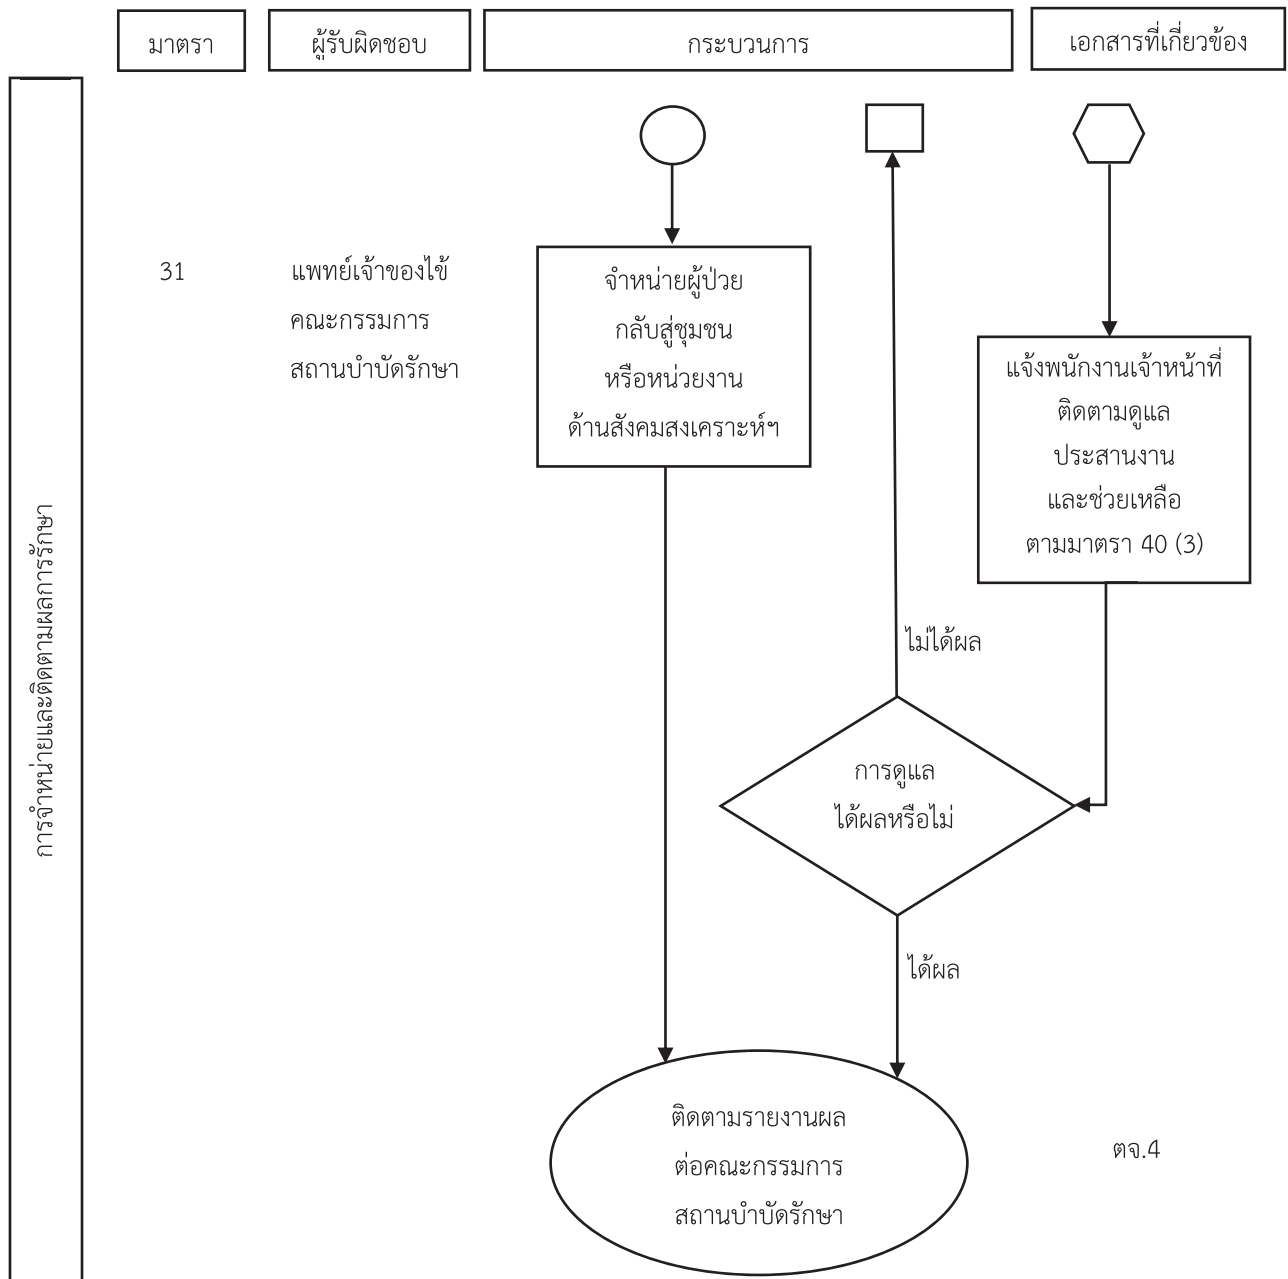 มาตรา
ผู้รับผิดชอบ
กระบวนการ
เอกสารที่เกี่ยวข้อง
การจำหน่ายและติดตามผลการรักษา
31
แพทย์เจ้าของไข้
คณะกรรมการ
สถานบำบัดรักษา
จำหน่ายผู้ป่วย
กลับสู่ชุมชน
หรือหน่วยงาน
ด้านสังคมสงเคราะห์ฯ
แจ้งพนักงานเจ้าหน้าที่
ติดตามดูแล
ประสานงาน
และช่วยเหลือ
ตามมาตรา 40 (3)
ไม่ได้ผล
การดูแล
ได้ผลหรือไม่
ได้ผล
ติดตามรายงานผล
ต่อคณะกรรมการ
สถานบำบัดรักษา
ตจ.4